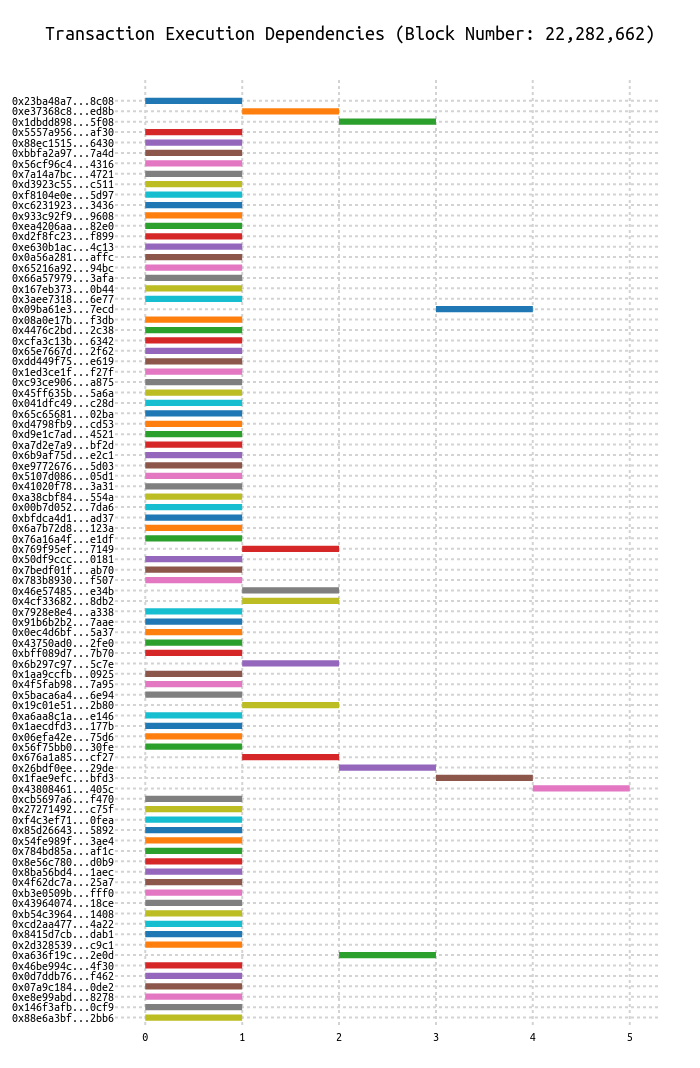 Transaction Execution Dependencies (Block Number: 22,282,662)
0x23ba48a7...8c08
0xe37368c8...ed8b
0x1dbdd898...5f08
0x5557a956...af30
0x88ec1515...6430
0xbbfa2a97...7a4d
0x56cf96c4...4316
0x7a14a7bc...4721
0xd3923c55...c511
0xf8104e0e...5d97
0xc6231923...3436
0x933c92f9...9608
0xea4206aa...82e0
0xd2f8fc23...f899
0xe630b1ac...4c13
0x0a56a281...affc
0x65216a92...94bc
0x66a57979...3afa
0x167eb373...0b44
0x3aee7318...6e77
0x09ba61e3...7ecd
0x08a0e17b...f3db
0x4476c2bd...2c38
0xcfa3c13b...6342
0x65e7667d...2f62
0xdd449f75...e619
0x1ed3ce1f...f27f
0xc93ce906...a875
0x45ff635b...5a6a
0x041dfc49...c28d
0x65c65681...02ba
0xd4798fb9...cd53
0xd9e1c7ad...4521
0xa7d2e7a9...bf2d
0x6b9af75d...e2c1
0xe9772676...5d03
0x5107d086...05d1
0x41020f78...3a31
0xa38cbf84...554a
0x00b7d052...7da6
0xbfdca4d1...ad37
0x6a7b72d8...123a
0x76a16a4f...e1df
0x769f95ef...7149
0x50df9ccc...0181
0x7bedf01f...ab70
0x783b8930...f507
0x46e57485...e34b
0x4cf33682...8db2
0x7928e8e4...a338
0x91b6b2b2...7aae
0x0ec4d6bf...5a37
0x43750ad0...2fe0
0xbff089d7...7b70
0x6b297c97...5c7e
0x1aa9ccfb...0925
0x4f5fab98...7a95
0x5baca6a4...6e94
0x19c01e51...2b80
0xa6aa8c1a...e146
0x1aecdfd3...177b
0x06efa42e...75d6
0x56f75bb0...30fe
0x676a1a85...cf27
0x26bdf0ee...29de
0x1fae9efc...bfd3
0x43808461...405c
0xcb5697a6...f470
0x27271492...c75f
0xf4c3ef71...0fea
0x85d26643...5892
0x54fe989f...3ae4
0x784bd85a...af1c
0x8e56c780...d0b9
0x8ba56bd4...1aec
0x4f62dc7a...25a7
0xb3e0509b...fff0
0x43964074...18ce
0xb54c3964...1408
0xcd2aa477...4a22
0x8415d7cb...dab1
0x2d328539...c9c1
0xa636f19c...2e0d
0x46be994c...4f30
0x0d7ddb76...f462
0x07a9c184...0de2
0xe8e99abd...8278
0x146f3afb...0cf9
0x88e6a3bf...2bb6
0 1 2 3 4 5